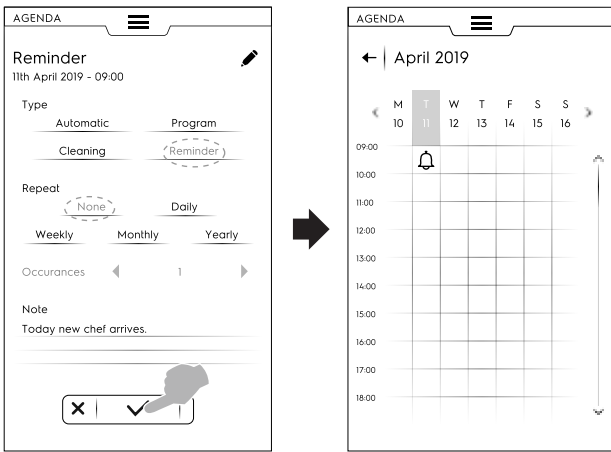 AGENDA
Reminder
11th April 2019 - 09:00
Type
Automatic Program
Cleaning Reminder
Repeat
None Daily
Weekly Monthly Yearly
Occurances 1
Note
Today new chef arrives.
AGENDA
April 2019
M T W T F S S
10 11 12 13 14 15 16
09:00
10:00
11:00
12:00
13:00
14:00
15:00
16:00
17:00
18:00